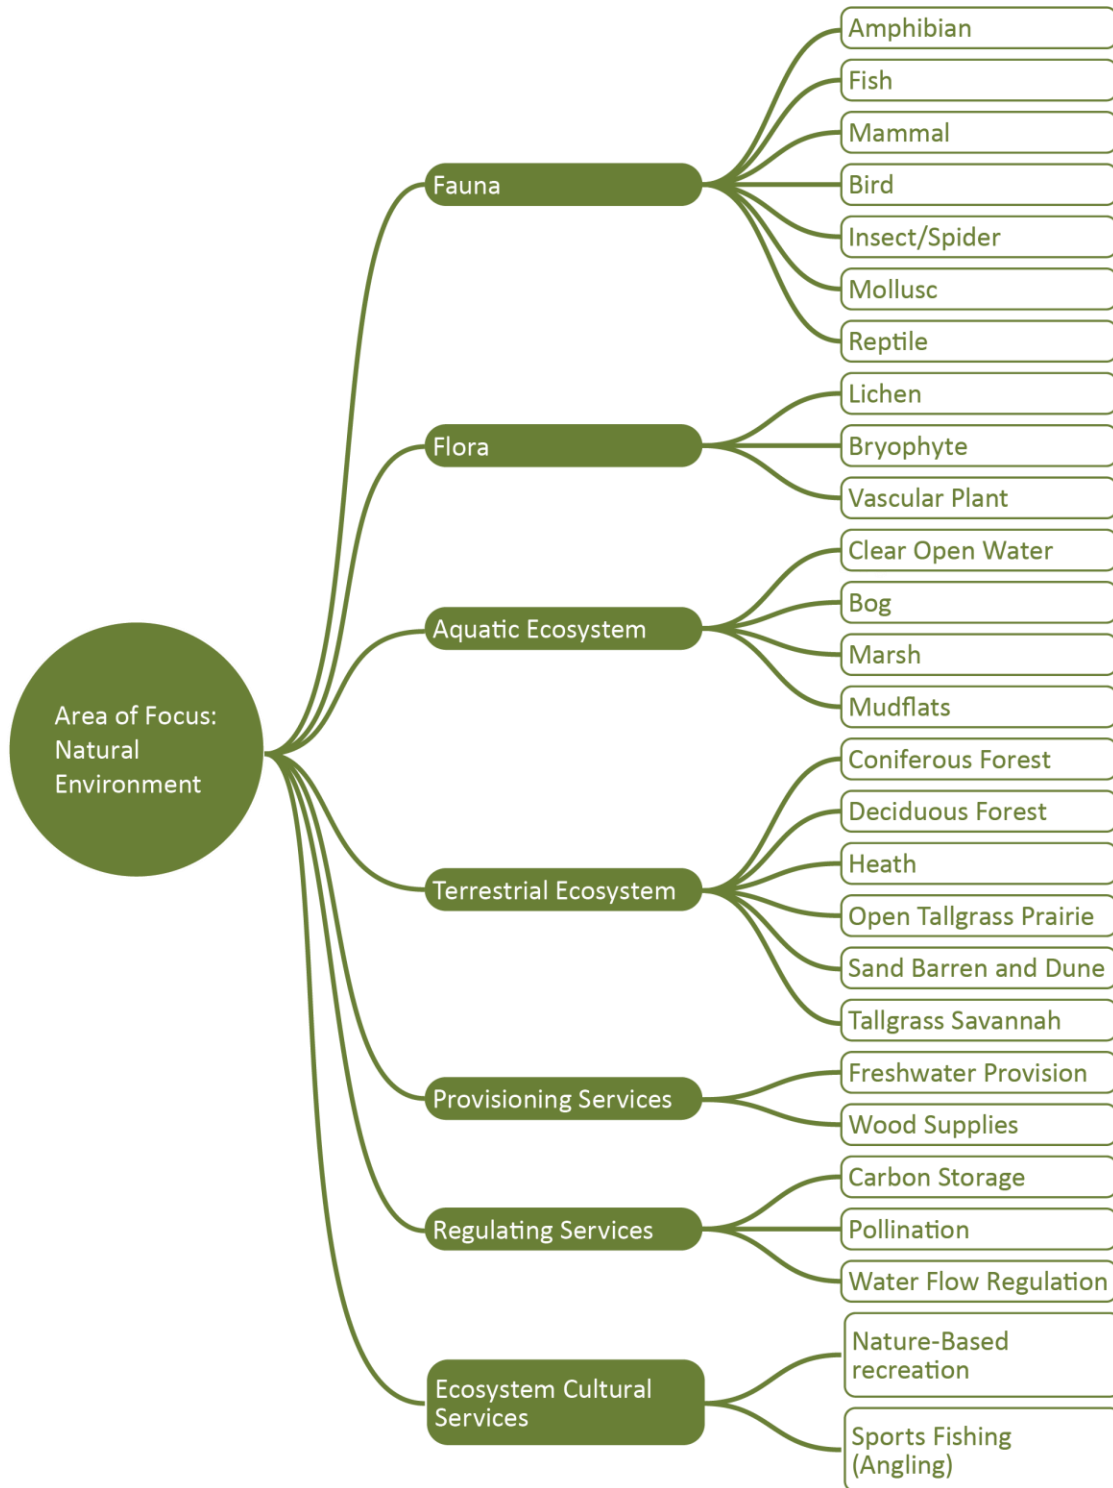 Area of Focus:
Natural
Environment
Fauna
Amphibian
Fish
Mammal
Bird
Insect/Spider
Mollusc
Reptile
Flora
Lichen
Bryophyte
Vascular Plant
Aquatic Ecosystem
Clear Open Water
Bog
Marsh
Mudflats
Terrestrial Ecosystem
Coniferous Forest
Deciduous Forest
Heath
Open Tallgrass Prairie
Sand Barren and Dune
Tallgrass Savannah
Provisioning Services
Freshwater Provision
Wood Supplies
Regulating Services
Carbon Storage
Pollination
Water Flow Regulation
Ecosystem Cultural
Services
Nature-Based
recreation
Sports Fishing
(Angling)